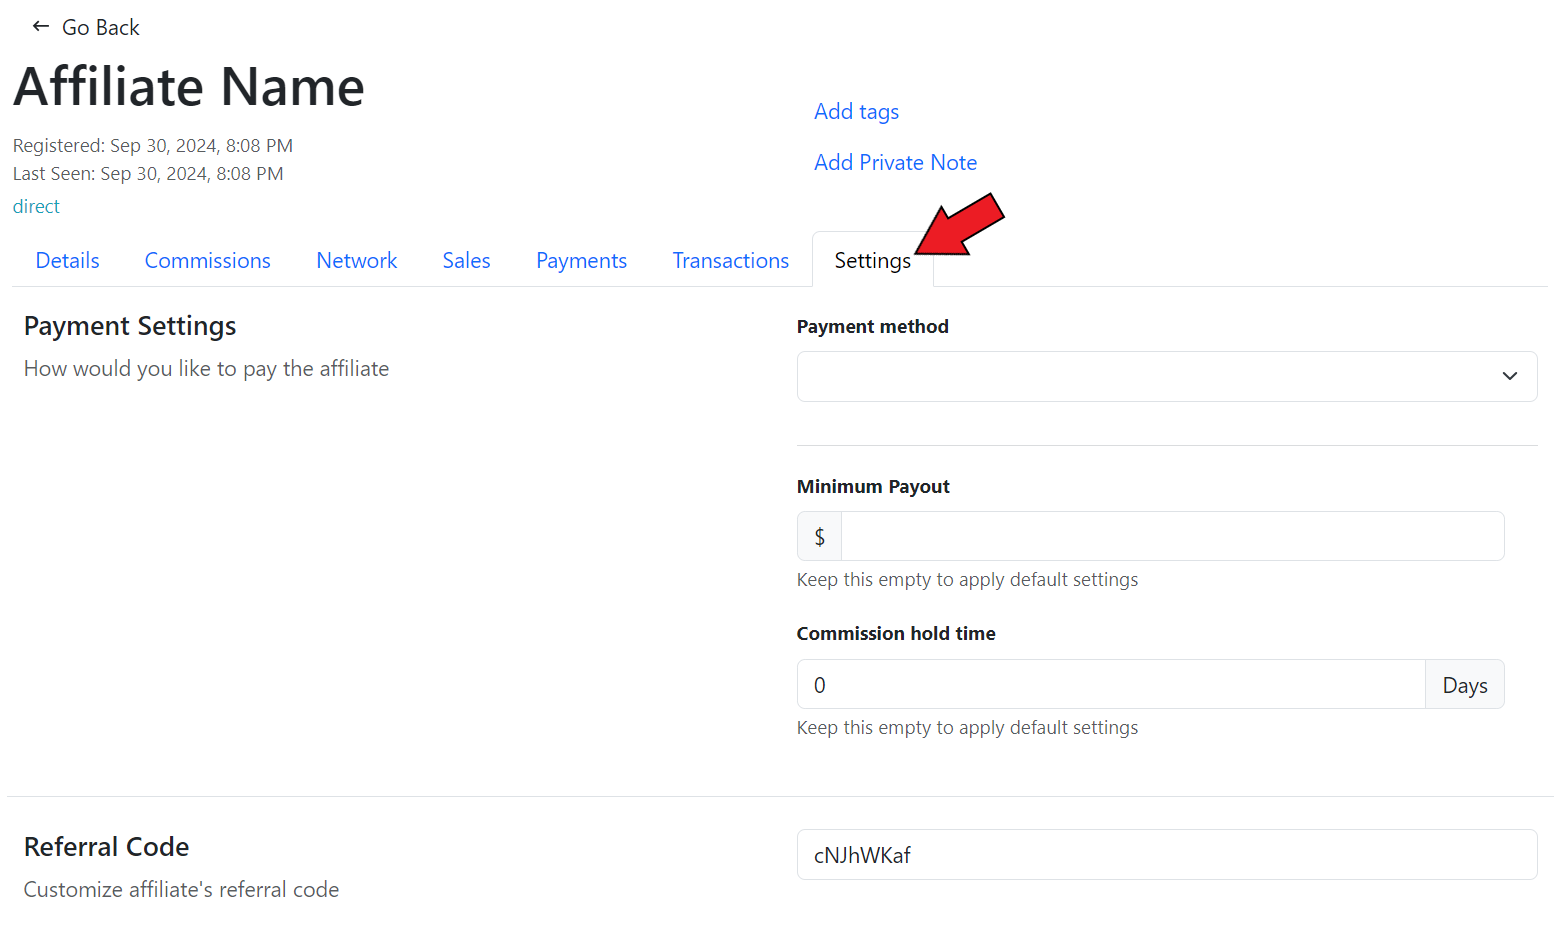 Go Back
Affiliate Name
Registered: Sep 30, 2024, 8:08 PM
Last Seen: Sep 30, 2024, 8:08 PM
direct
Add tags
Add Private Note
Details Commissions Network Sales Payments Transactions Settings
Payment Settings
How would you like to pay the affiliate
Payment method
Minimum Payout
$
Keep this empty to apply default settings
Commission hold time
0 Days
Keep this empty to apply default settings
Referral Code
Customize affiliate's referral code
cNJhWKaf